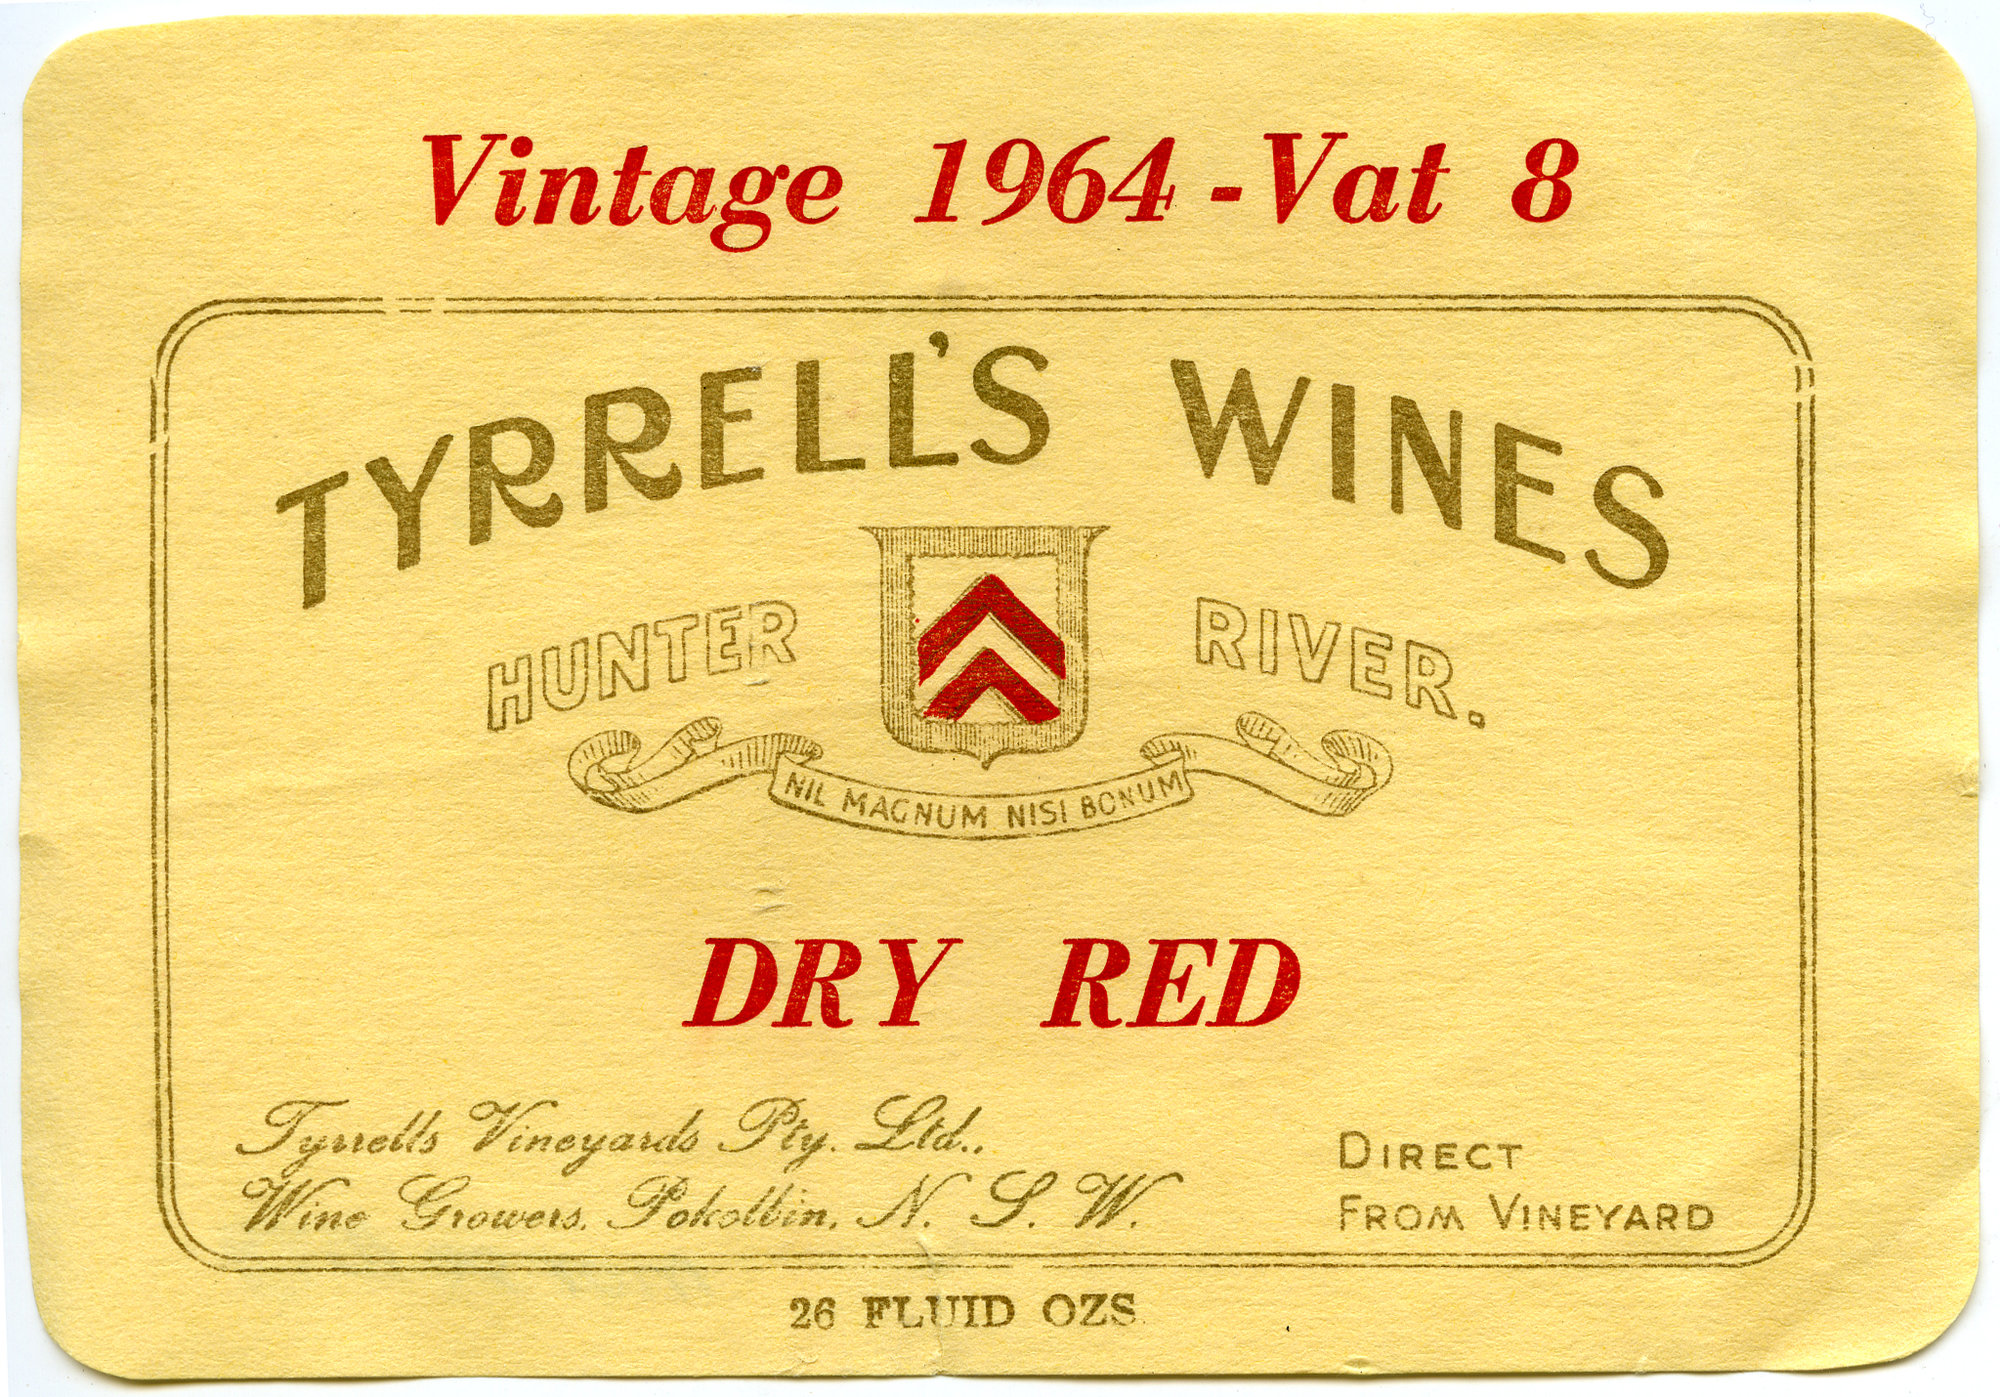 Vintage 1964 - Vat 8
TYRRELL'S WINES
HUNTER RIVER.
NIL MAGNUM NISI BONUM
DRY RED
Tyrrells Vineyards Pty. Ltd.,
Wine Growers, Pokolbin, N. S. W.
DIRECT
FROM VINEYARD
26 FLUID OZS